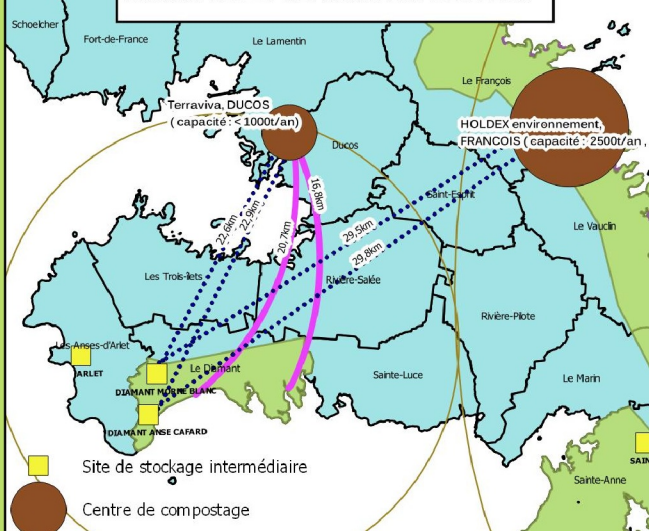 Schoelcher
Fort-de-France
Le Lamentin
Le François
Terraviva, DUCOS
(capacité : < 1000t/an)
HOLDEX environnement,
FRANCOIS ( capacité : 2500t/an ,
Ducos
Saint-Esprit
16,8km
22,6km
22,9km
20,7km
29,5km
29,8km
Le Vauclin
Les Trois-îlets
Rivière-Salée
Rivière-Pilote
Les-Anses-d'Arlet
ARLET
Le Diamant
DIAMANT MORNE BLANC
Sainte-Luce
Le Marin
DIAMANT ANSE CAFARD
SAIN
Site de stockage intermédiaire
Sainte-Anne
Centre de compostage